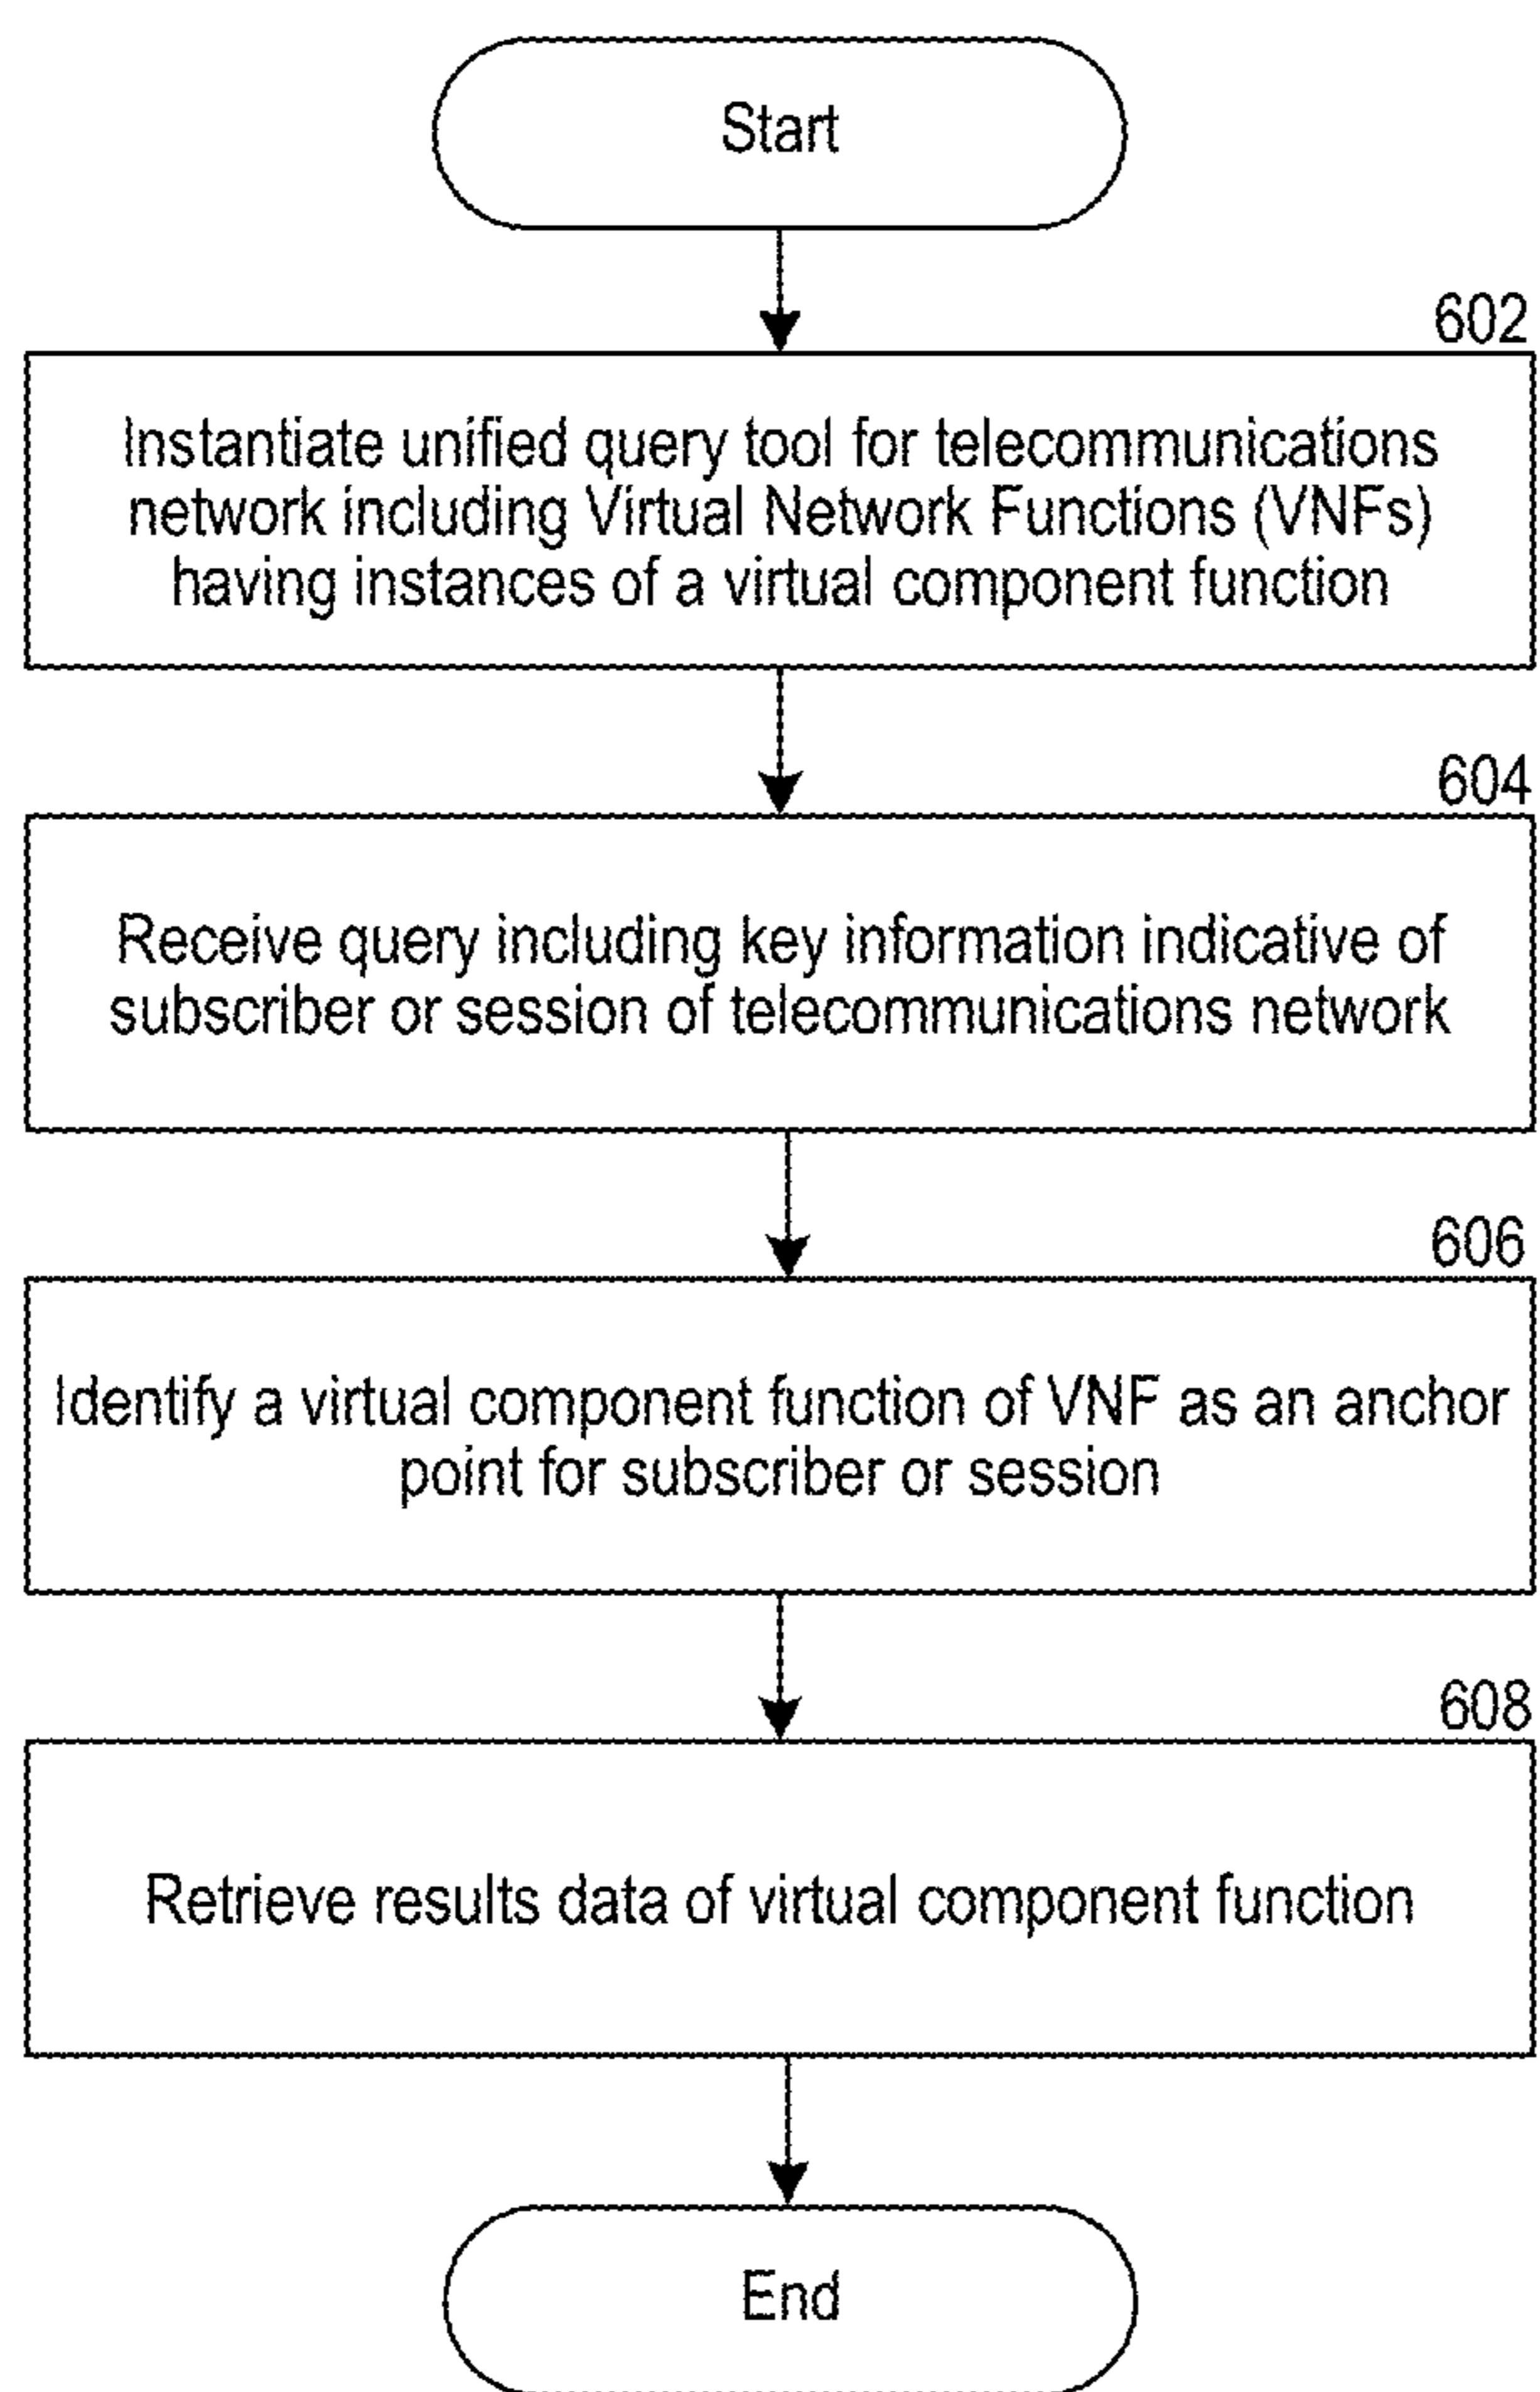 Start
602
Instantiate unified query tool for telecommunications
network including Virtual Network Functions (VNFs)
having instances of a virtual component function
604
Receive query including key information indicative of
subscriber or session of telecommunications network
606
Identify a virtual component function of VNF as an anchor
point for subscriber or session
608
Retrieve results data of virtual component function
End